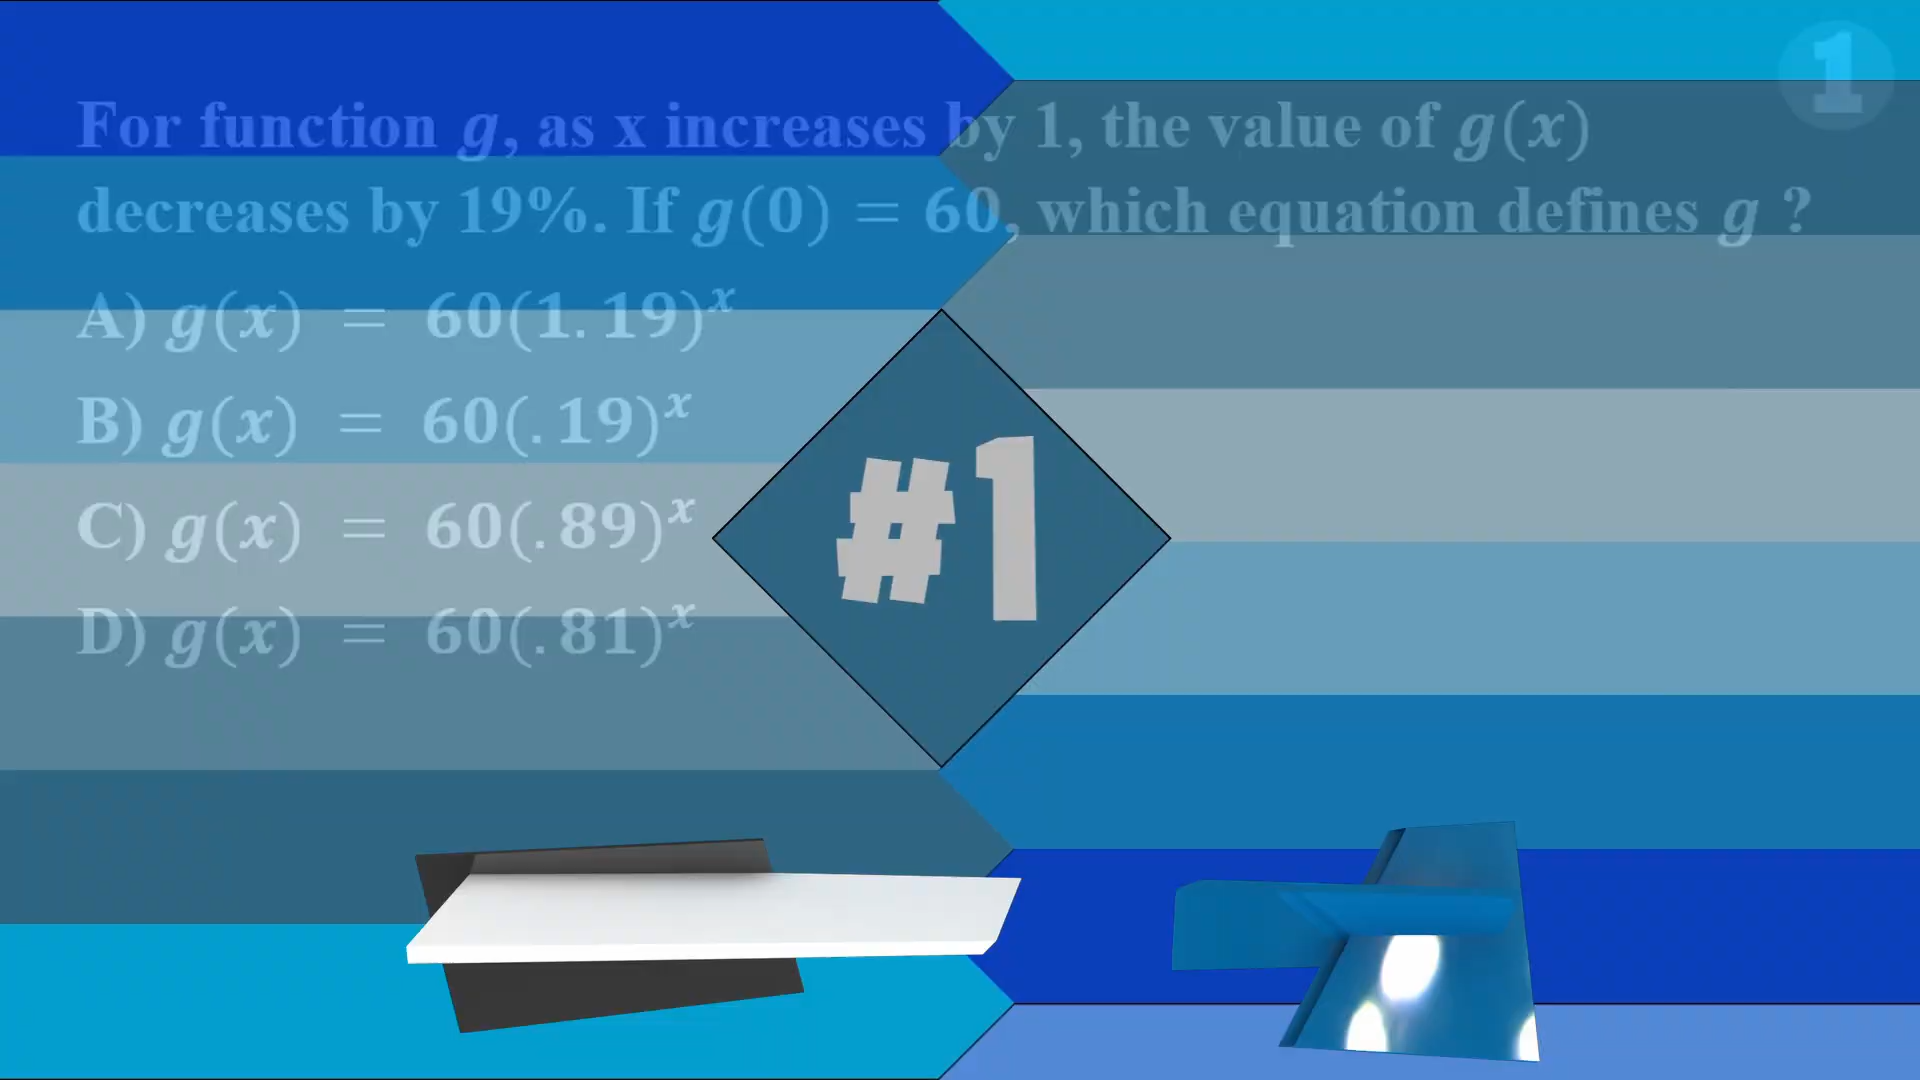 1
For function g, as x increases by 1, the value of g(x)
decreases by 19%. If g(0) = 60, which equation defines g ?
A) g(x) = 60(1.19)ˣ
B) g(x) = 60(.19)ˣ
C) g(x) = 60(.89)ˣ
D) g(x) = 60(.81)ˣ
#1